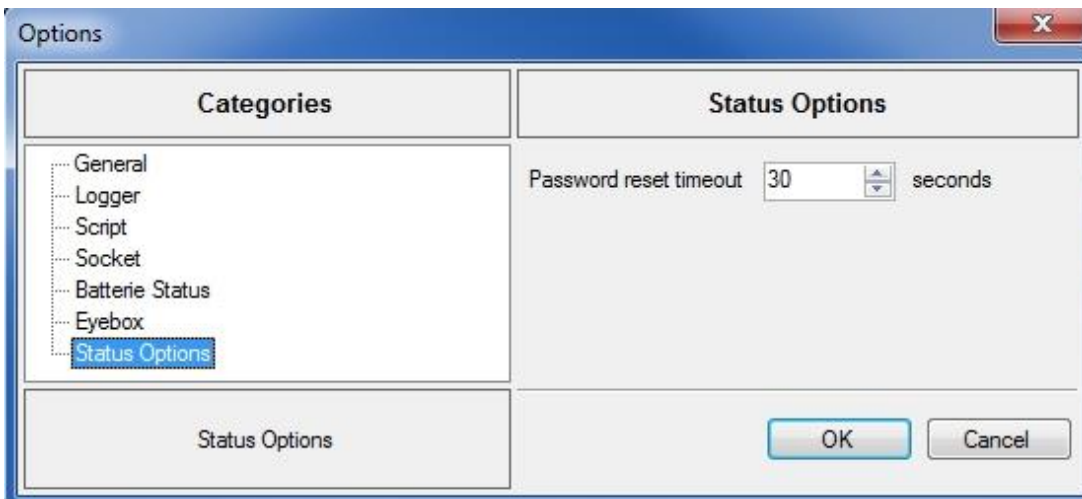 Options
x
Categories
General
Logger
Script
Socket
Batterie Status
Eyebox
Status Options
Status Options
Status Options
Password reset timeout 30 seconds
OK Cancel